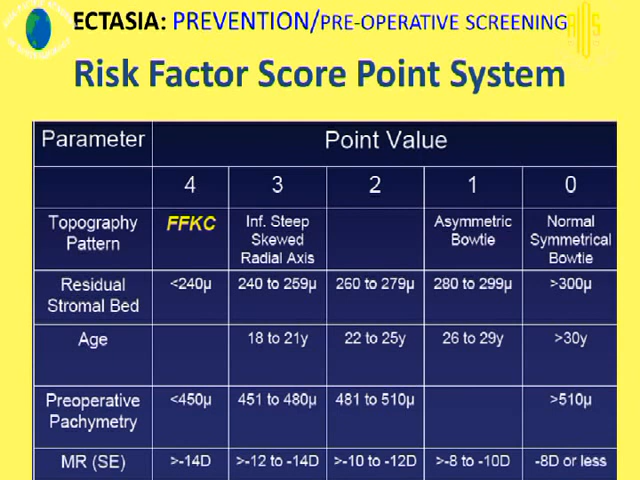 ECTASIA: PREVENTION/PRE-OPERATIVE SCREENING
Risk Factor Score Point System
Parameter Point Value
4 3 2 1 0
Topography Pattern FFKC Inf. Steep Skewed Radial Axis Asymmetric Bowtie Normal Symmetrical Bowtie
Residual Stromal Bed <240µ 240 to 259µ 260 to 279µ 280 to 299µ >300µ
Age 18 to 21y 22 to 25y 26 to 29y >30y
Preoperative Pachymetry <450µ 451 to 480µ 481 to 510µ >510µ
MR (SE) >-14D >-12 to -14D >-10 to -12D >-8 to -10D -8D or less